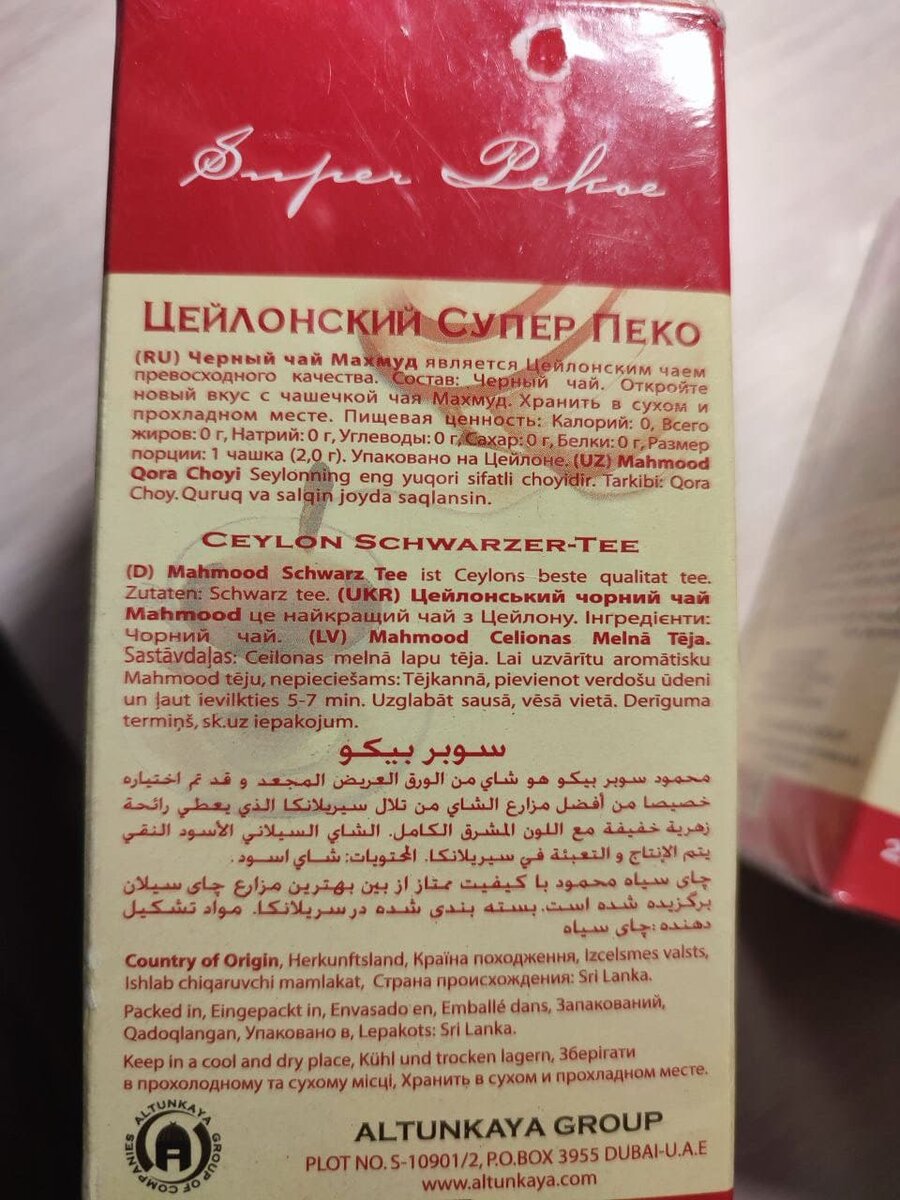 Super Pekoe
Цейлонский Супер Пеко
(RU) Черный чай Махмуд является Цейлонским чаем
превосходного качества. Состав: Черный чай. Откройте
новый вкус с чашечкой чая Махмуд. Хранить в сухом и
прохладном месте. Пищевая ценность: Калорий: 0, Всего
жиров: 0 г, Натрий: 0 г, Углеводы: 0 г, Сахар: 0 г, Белки: 0 г, Размер
порции: 1 чашка (2,0 г). Упаковано на Цейлоне. (UZ) Mahmood
Qora Choyi Seylonning eng yuqori sifatli choyidir. Tarkibi: Qora
Choy. Quruq va salqin joyda saqlansin.
Ceylon Schwarzer-Tee
(D) Mahmood Schwarz Tee ist Ceylons beste qualitat tee.
Zutaten: Schwarz tee. (UKR) Цейлонський чорний чай
Mahmood це найкращий чай з Цейлону. Інгредієнти:
Чорний чай. (LV) Mahmood Celionas Melnā Tēja.
Sastāvdaļas: Ceilonas melnā lapu tēja. Lai uzvārītu aromātisku
Mahmood tēju, nepieciešams: Tējkannā, pievienot verdošu ūdeni
un ļaut ievilkties 5-7 min. Uzglabāt sausā, vēsā vietā. Derīguma
termiņš, sk.uz iepakojum.
سوبر بيكو
محمود سوبر بيكو هو شاي من الورق العريض المجعد و قد تم اختياره
خصيصا من أفضل مزارع الشاي من تلال سيريلانكا الذي يعطي رائحة
زهرية خفيفة مع اللون المشرق الكامل. الشاي السيلاني الأسود النقي
يتم الإنتاج و التعبئة في سيريلانكا. المحتويات: شاي اسود.
چای سیاه محمود با کیفیت ممتاز از بین بهترین مزارع چای سیلان
برگزیده شده است. بسته بندی شده در سریلانکا. مواد تشکیل
دهنده :چای سیاه
Country of Origin, Herkunftsland, Країна походження, Izcelsmes valsts,
Ishlab chiqaruvchi mamlakat, Страна происхождения: Sri Lanka.
Packed in, Eingepackt in, Envasado en, Emballé dans, Запакований,
Qadoqlangan, Упаковано в, Lepakots: Sri Lanka.
Keep in a cool and dry place, Kühl und trocken lagern, Зберігати
в прохолодному та сухому місці, Хранить в сухом и прохладном месте.
ALTUNKAYA GROUP OF COMPANIES
ALTUNKAYA GROUP
PLOT NO. S-10901/2, P.O.BOX 3955 DUBAI-U.A.E
www.altunkaya.com